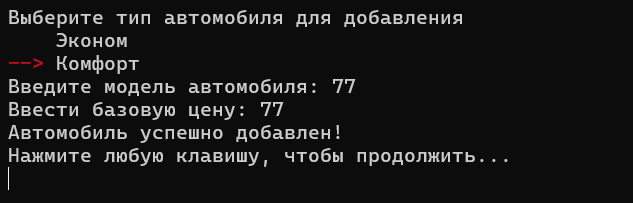 Выберите тип автомобиля для добавления
Эконом
--> Комфорт
Введите модель автомобиля: 77
Ввести базовую цену: 77
Автомобиль успешно добавлен!
Нажмите любую клавишу, чтобы продолжить...